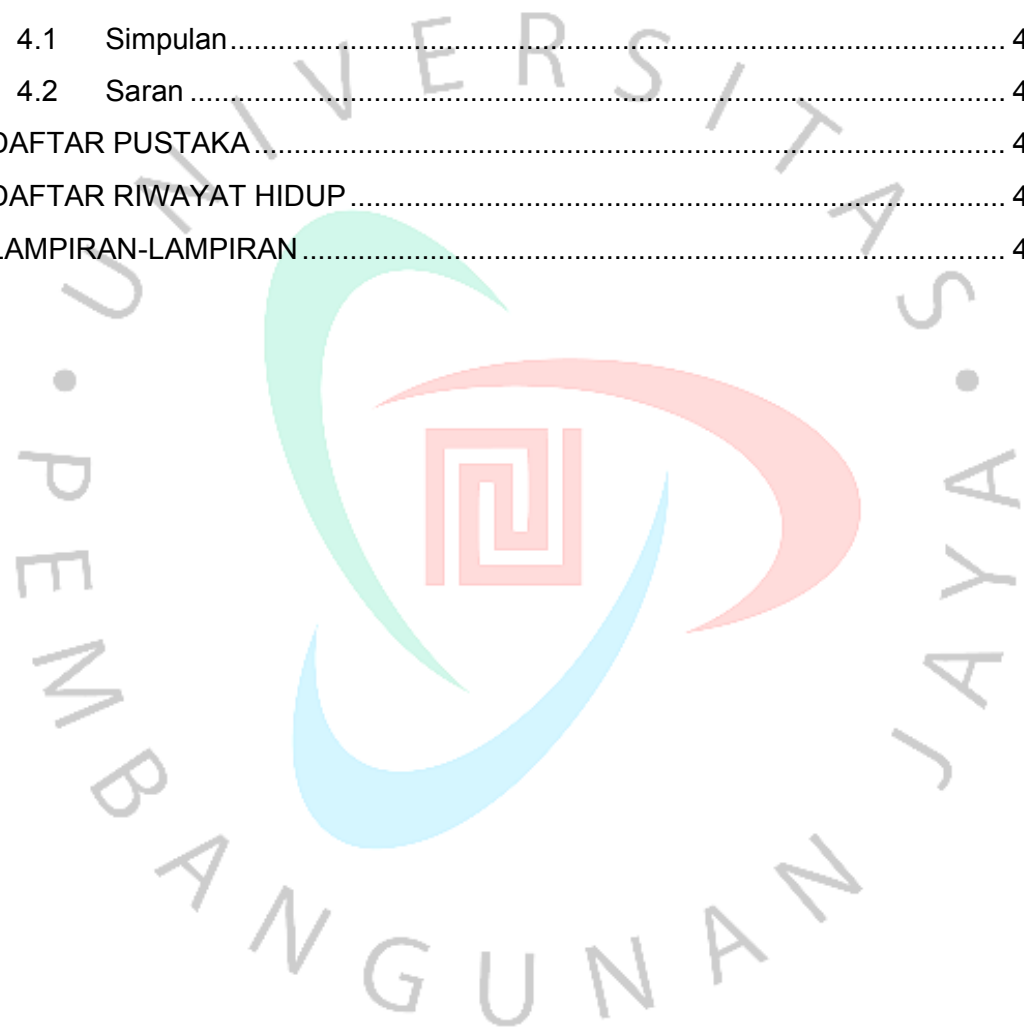 4.1 Simpulan........................................................................................................ 4
4.2 Saran ............................................................................................................. 4
DAFTAR PUSTAKA..................................................................................................... 4
DAFTAR RIWAYAT HIDUP ........................................................................................ 4
LAMPIRAN-LAMPIRAN.............................................................................................. 4
UNIVERSITAS • PEMBANGUNAN JAYA •